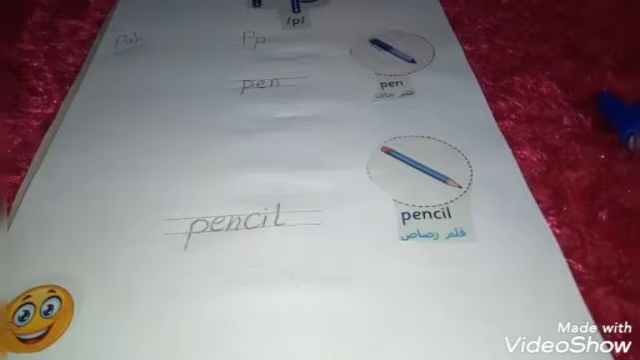 /p/
Pah Pp
pen
pen
قلم جاف
pencil
pencil
قلم رصاص
Made with
VideoShow